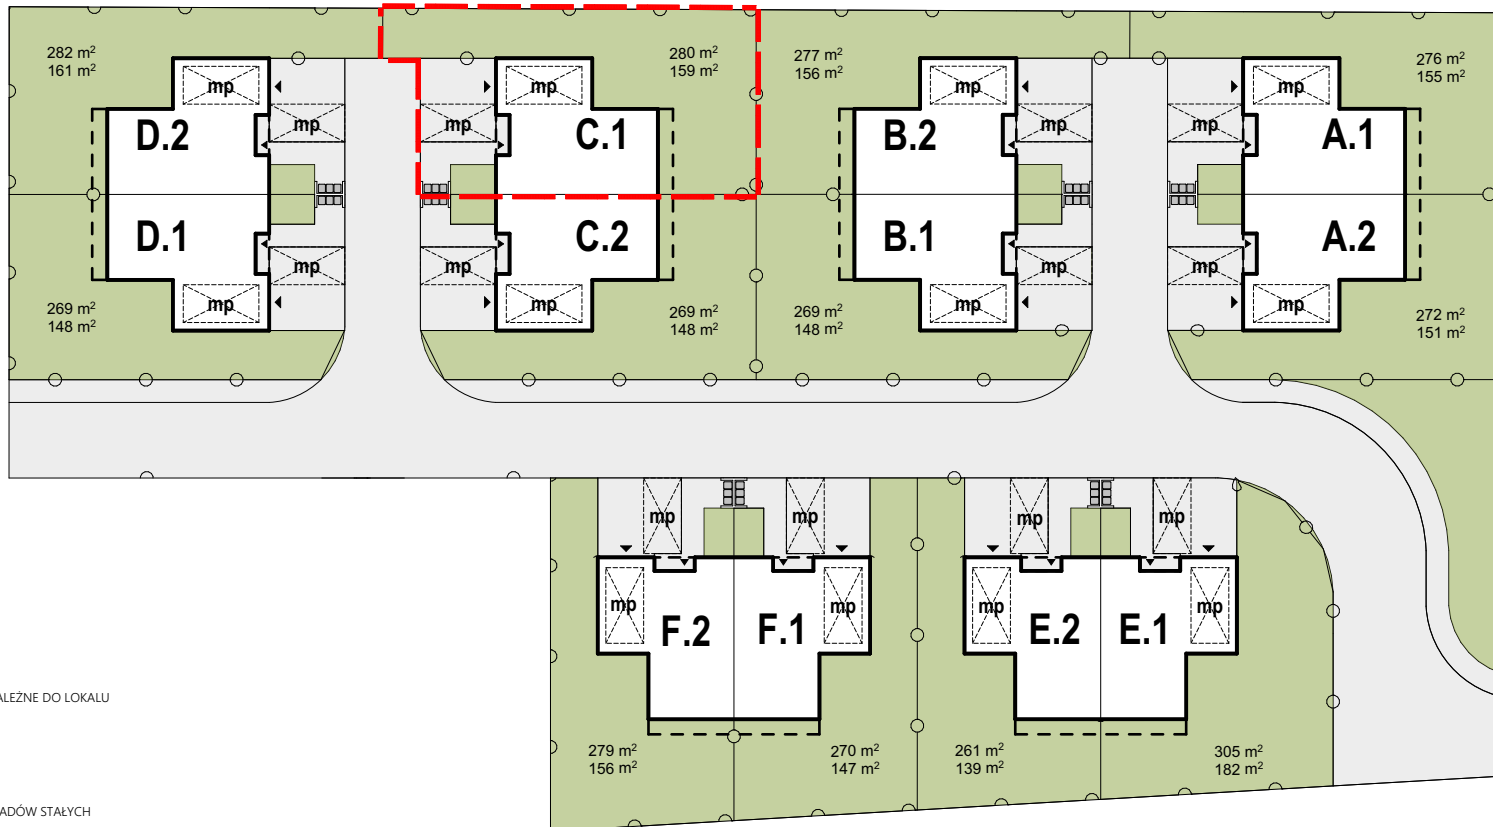 282 m²
161 m²
280 m²
159 m²
277 m²
156 m²
276 m²
155 m²
mp
mp
mp
mp
mp
mp
mp
mp
D.2
C.1
B.2
A.1
D.1
C.2
B.1
A.2
mp
mp
mp
mp
mp
mp
mp
mp
269 m²
148 m²
269 m²
148 m²
269 m²
148 m²
272 m²
151 m²
mp
mp
mp
mp
mp
mp
mp
mp
F.2
F.1
E.2
E.1
279 m²
156 m²
270 m²
147 m²
261 m²
139 m²
305 m²
182 m²
ALEŻNE DO LOKALU
ADÓW STAŁYCH